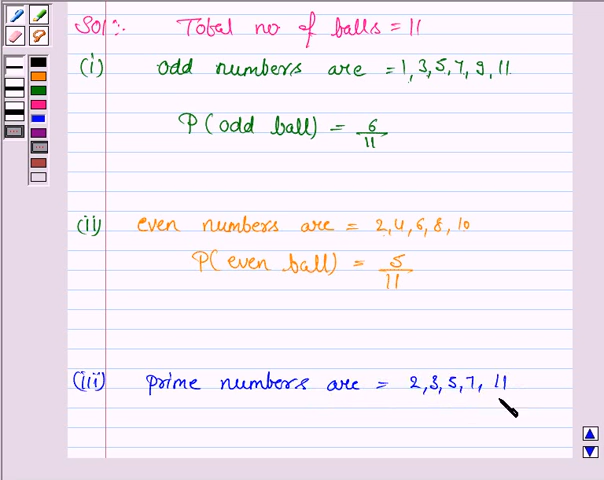 Sol:- Total no of balls = 11
(i) odd numbers are = 1, 3, 5, 7, 9, 11
P(odd ball) = 6/11
(ii) even numbers are = 2, 4, 6, 8, 10
P(even ball) = 5/11
(iii) Prime numbers are = 2, 3, 5, 7, 11